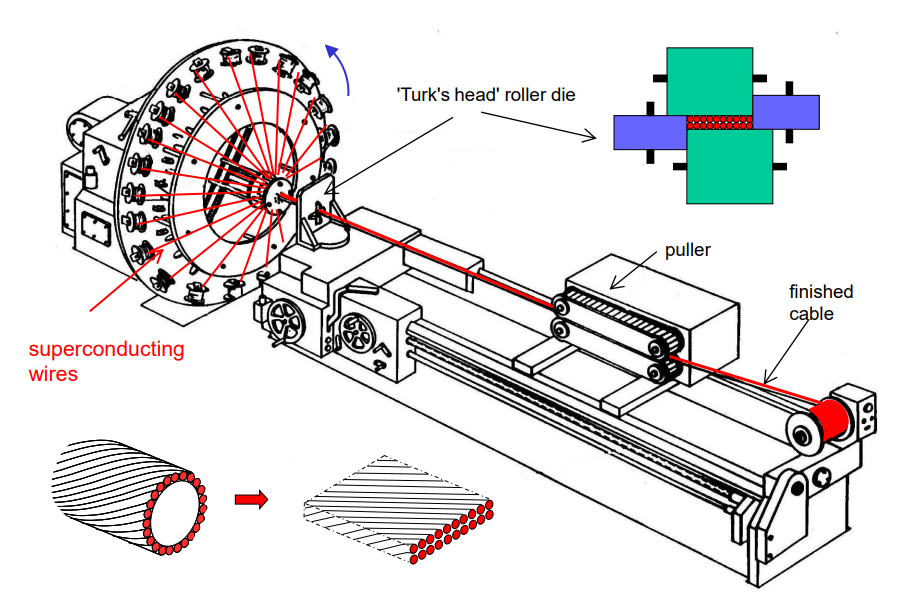 'Turk's head' roller die
puller
finished
cable
superconducting
wires